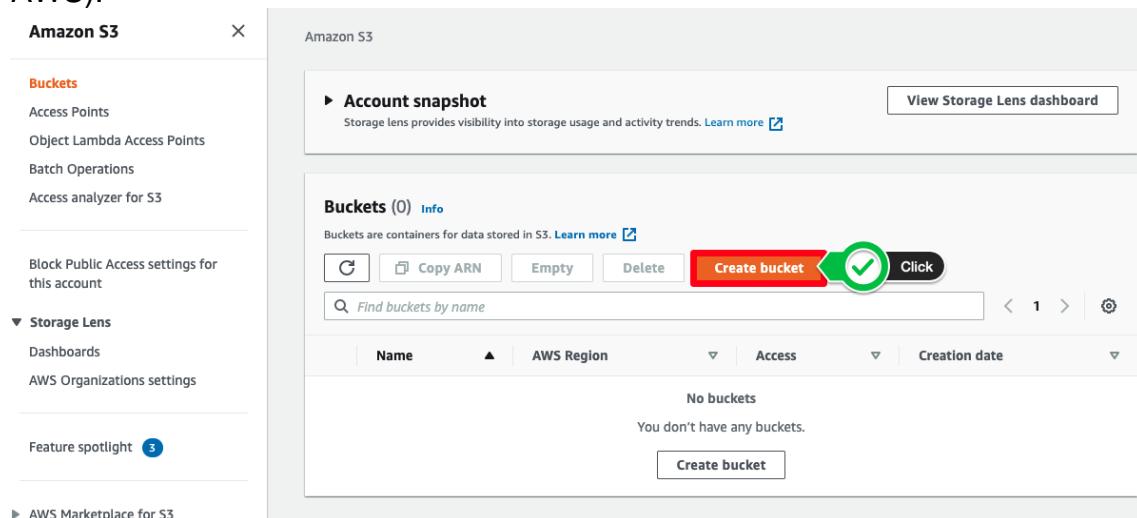 AWS).
Amazon S3
Buckets
Access Points
Object Lambda Access Points
Batch Operations
Access analyzer for S3
Block Public Access settings for
this account
Storage Lens
Dashboards
AWS Organizations settings
Feature spotlight 3
AWS Marketplace for S3
Amazon S3
Account snapshot
View Storage Lens dashboard
Storage lens provides visibility into storage usage and activity trends. Learn more
Buckets (0) Info
Buckets are containers for data stored in S3. Learn more
Copy ARN Empty Delete Create bucket Click
Find buckets by name 1
Name AWS Region Access Creation date
No buckets
You don't have any buckets.
Create bucket